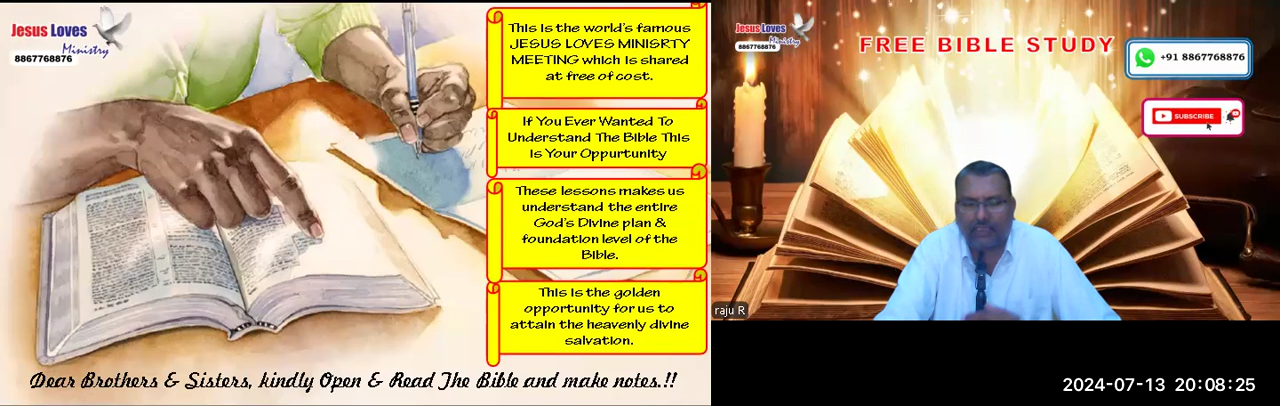 Jesus Loves
Ministry
8867768876
This is the world's famous
JESUS LOVES MINISRTY
MEETING which is shared
at free of cost.
If You Ever Wanted To
Understand The Bible This
is Your Oppurtunity
These lessons makes us
understand the entire
God's Divine plan &
foundation level of the
Bible.
This is the golden
opportunity for us to
attain the heavenly divine
salvation.
Dear Brothers & Sisters, kindly Open & Read The Bible and make notes.!!
Jesus Loves
Ministry
8867768876
FREE BIBLE STUDY
+91 8867768876
SUBSCRIBE
raju R
2024-07-13 20:08:25